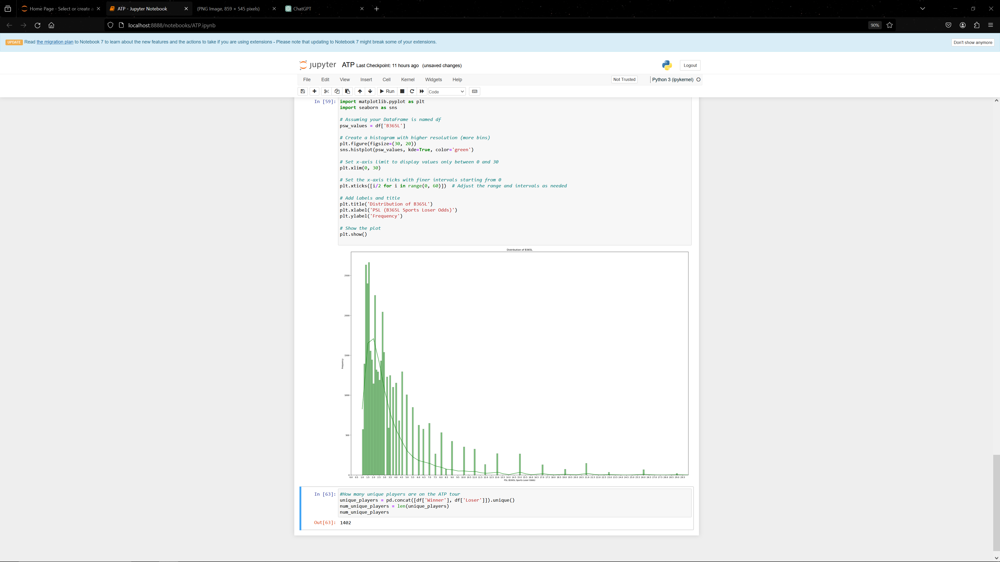 Home Page - Select or create a
ATP - Jupyter Notebook
(PNG Image, 859 × 545 pixels)
ChatGPT
localhost:8888/notebooks/ATP.ipynb
90%
UPDATE Read the migration plan to Notebook 7 to learn about the new features and the actions to take if you are using extensions - Please note that updating to Notebook 7 might break some of your extensions.
Don't show anymore
jupyter ATP Last Checkpoint: 11 hours ago (unsaved changes)
Logout
File Edit View Insert Cell Kernel Widgets Help
Not Trusted
Python 3 (ipykernel)
Run
Code
In [59]: import matplotlib.pyplot as plt
import seaborn as sns
# Assuming your DataFrame is named df
psw_values = df['B365L']
# Create a histogram with higher resolution (more bins)
plt.figure(figsize=(30, 20))
sns.histplot(psw_values, kde=True, color='green')
# Set x-axis limit to display values only between 0 and 30
plt.xlim(0, 30)
# Set the x-axis ticks with finer intervals starting from 0
plt.xticks([i/2 for i in range(0, 60)])  # Adjust the range and intervals as needed
# Add labels and title
plt.title('Distribution of B365L')
plt.xlabel('PSL (B365L Sports Loser Odds)')
plt.ylabel('Frequency')
# Show the plot
plt.show()
Distribution of B365L
2500
2000
1500
1000
500
0
Frequency
0.0 0.5 1.0 1.5 2.0 2.5 3.0 3.5 4.0 4.5 5.0 5.5 6.0 6.5 7.0 7.5 8.0 8.5 9.0 9.5 10.0 10.5 11.0 11.5 12.0 12.5 13.0 13.5 14.0 14.5 15.0 15.5 16.0 16.5 17.0 17.5 18.0 18.5 19.0 19.5 20.0 20.5 21.0 21.5 22.0 22.5 23.0 23.5 24.0 24.5 25.0 25.5 26.0 26.5 27.0 27.5 28.0 28.5 29.0 29.5
PSL (B365L Sports Loser Odds)
In [63]: #How many unique players are on the ATP tour
unique_players = pd.concat([df['Winner'], df['Loser']]).unique()
num_unique_players = len(unique_players)
num_unique_players
Out[63]: 1402